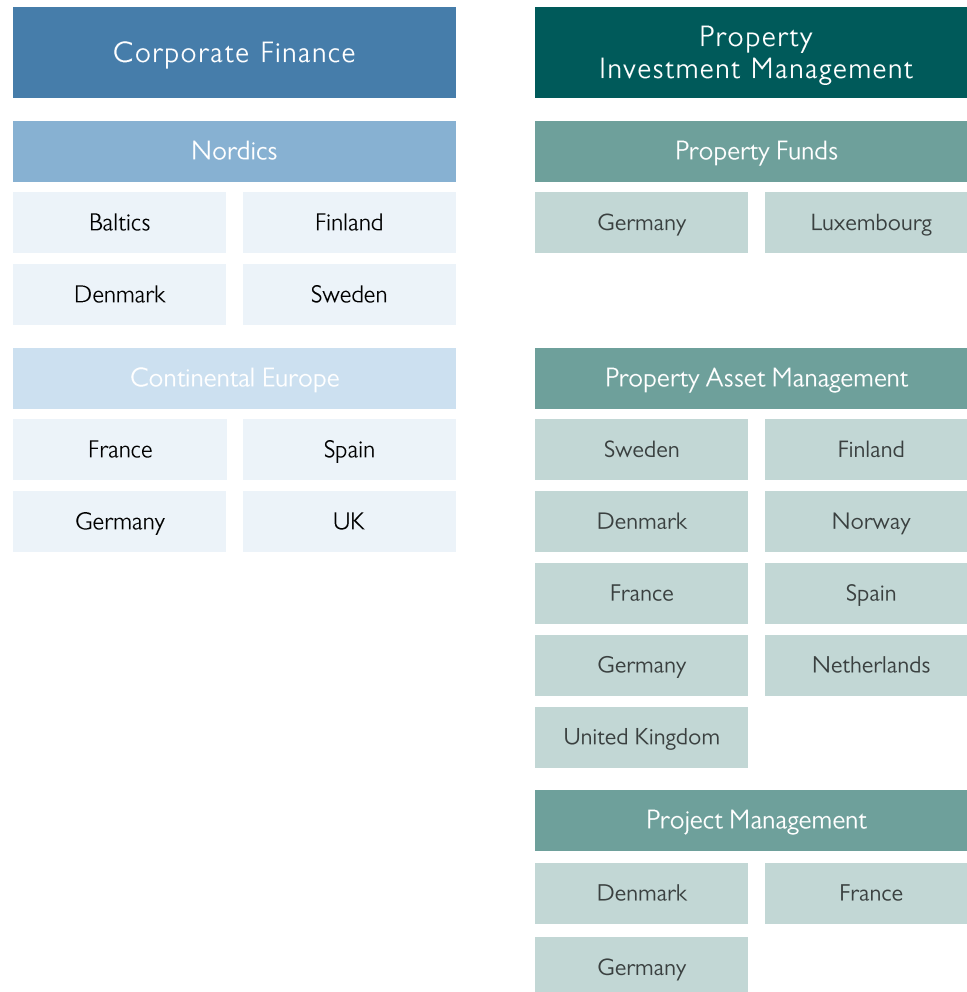 Corporate Finance
Nordics
Baltics
Finland
Denmark
Sweden
Continental Europe
France
Spain
Germany
UK
Property
Investment Management
Property Funds
Germany
Luxembourg
Property Asset Management
Sweden
Finland
Denmark
Norway
France
Spain
Germany
Netherlands
United Kingdom
Project Management
Denmark
France
Germany